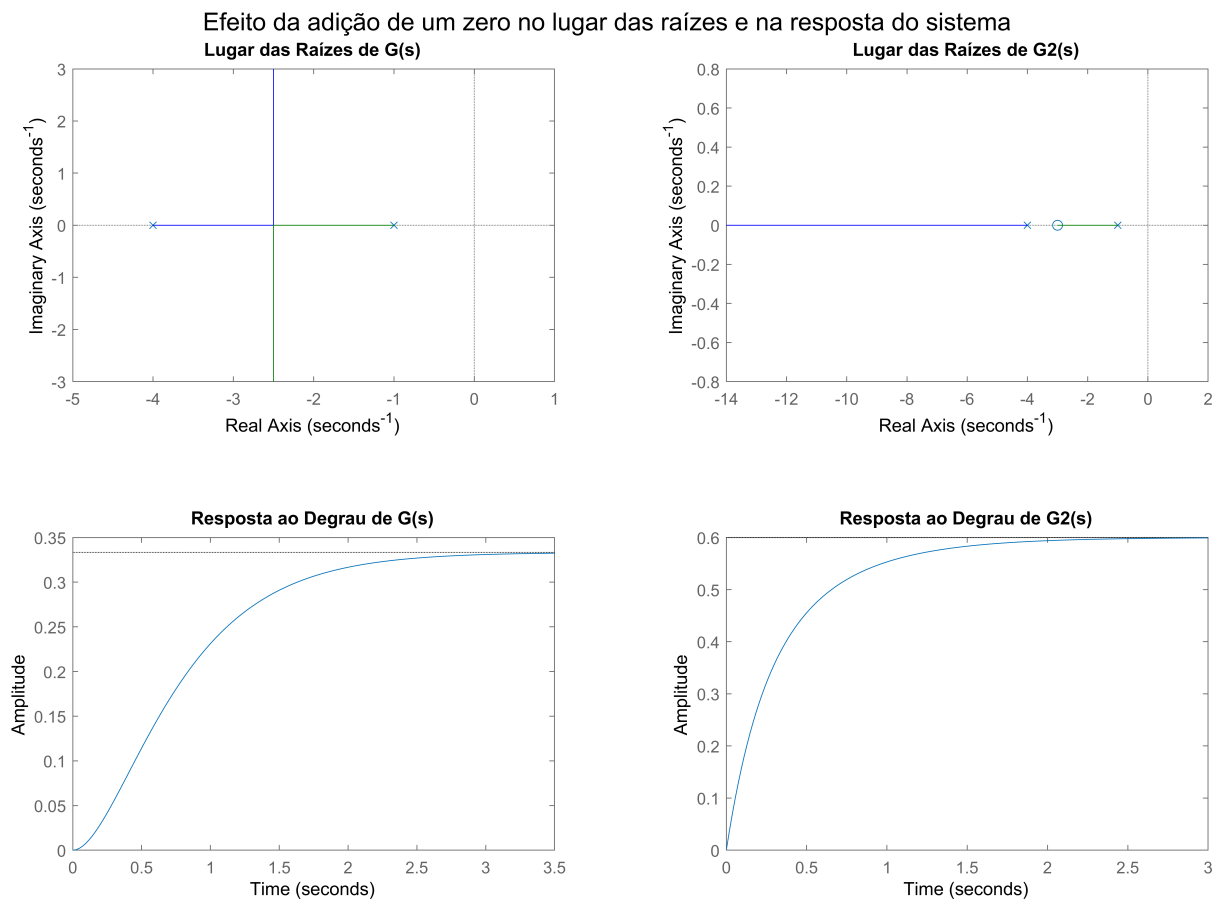 Efeito da adição de um zero no lugar das raízes e na resposta do sistema
Lugar das Raízes de G(s)
3
2
1
0
-1
-2
-3
Imaginary Axis (seconds⁻¹)
-5 -4 -3 -2 -1 0 1
Real Axis (seconds⁻¹)
Lugar das Raízes de G2(s)
0.8
0.6
0.4
0.2
0
-0.2
-0.4
-0.6
-0.8
Imaginary Axis (seconds⁻¹)
-14 -12 -10 -8 -6 -4 -2 0 2
Real Axis (seconds⁻¹)
Resposta ao Degrau de G(s)
0.35
0.3
0.25
0.2
0.15
0.1
0.05
0
Amplitude
0 0.5 1 1.5 2 2.5 3 3.5
Time (seconds)
Resposta ao Degrau de G2(s)
0.6
0.5
0.4
0.3
0.2
0.1
0
Amplitude
0 0.5 1 1.5 2 2.5 3
Time (seconds)